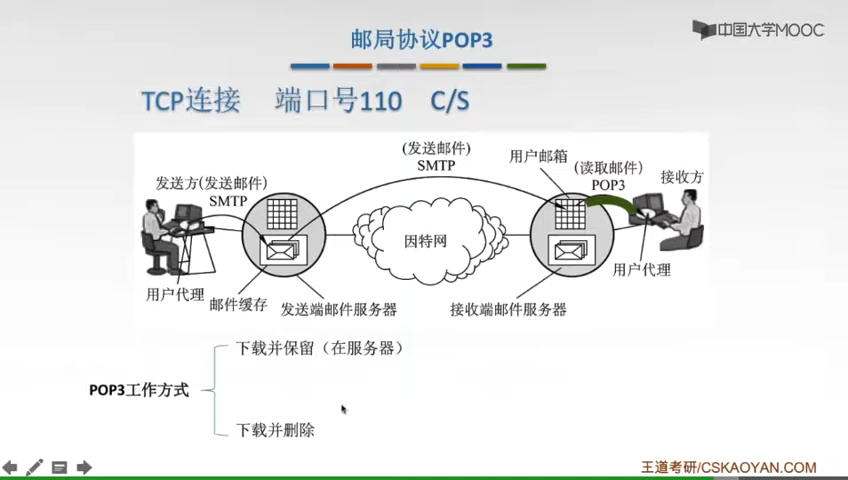 邮局协议POP3
中国大学MOOC
TCP连接 端口号110 C/S
(发送邮件)
SMTP
用户邮箱
(读取邮件)
POP3
接收方
发送方(发送邮件)
SMTP
因特网
用户代理
邮件缓存
发送端邮件服务器
接收端邮件服务器
用户代理
下载并保留（在服务器）
POP3工作方式
下载并删除
王道考研/CSKAOYAN.COM